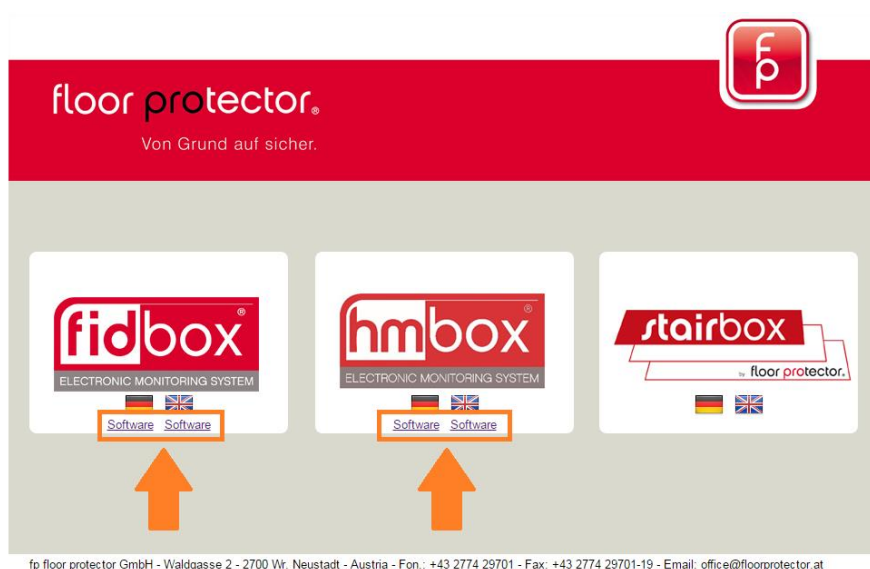 fp
floor protector®
Von Grund auf sicher.
fidbox®
ELECTRONIC MONITORING SYSTEM
Software Software
hmbox®
ELECTRONIC MONITORING SYSTEM
Software Software
stairbox
by floor protector®
fp floor protector GmbH - Waldgasse 2 - 2700 Wr. Neustadt - Austria - Fon.: +43 2774 29701 - Fax: +43 2774 29701-19 - Email: office@floorprotector.at